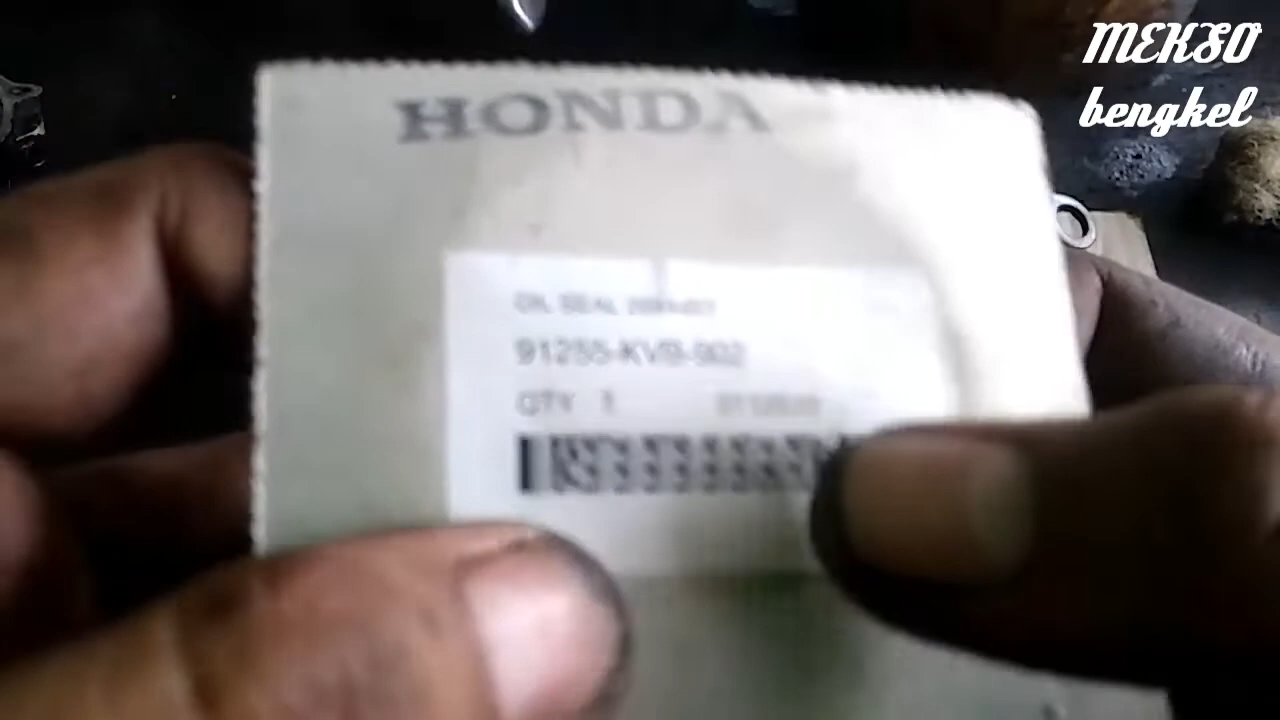 MEKSO
bengkel
HONDA
OIL SEAL
91255-KVB-902
QTY 1